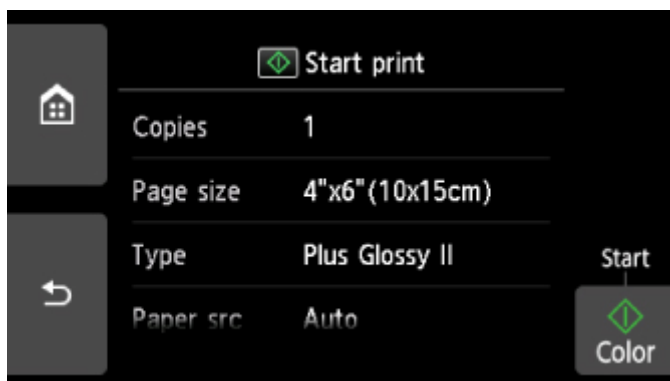 Start print
Copies 1
Page size 4"x6"(10x15cm)
Type Plus Glossy II
Start
Paper src Auto
Color